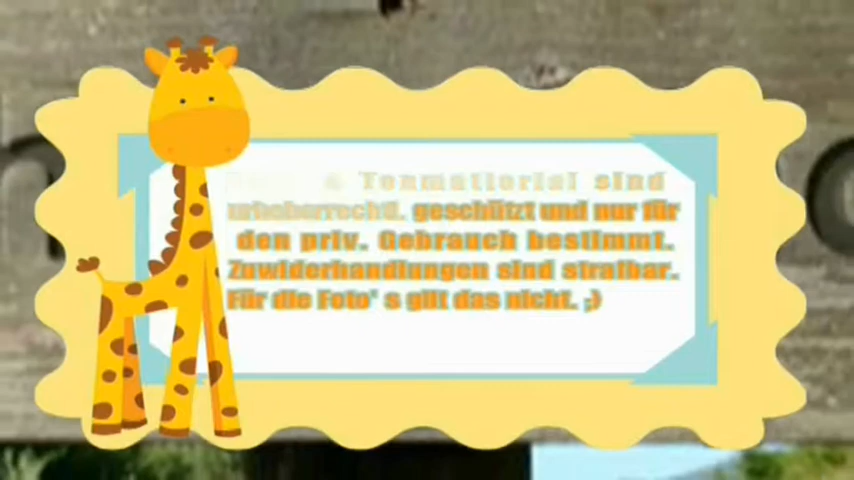 & Tonmatierial sind
urheberrechtl. geschützt und nur für
den priv. Gebrauch bestimmt.
Zuwiderhandlungen sind strafbar.
Für die Foto' s gilt das nicht. ;)